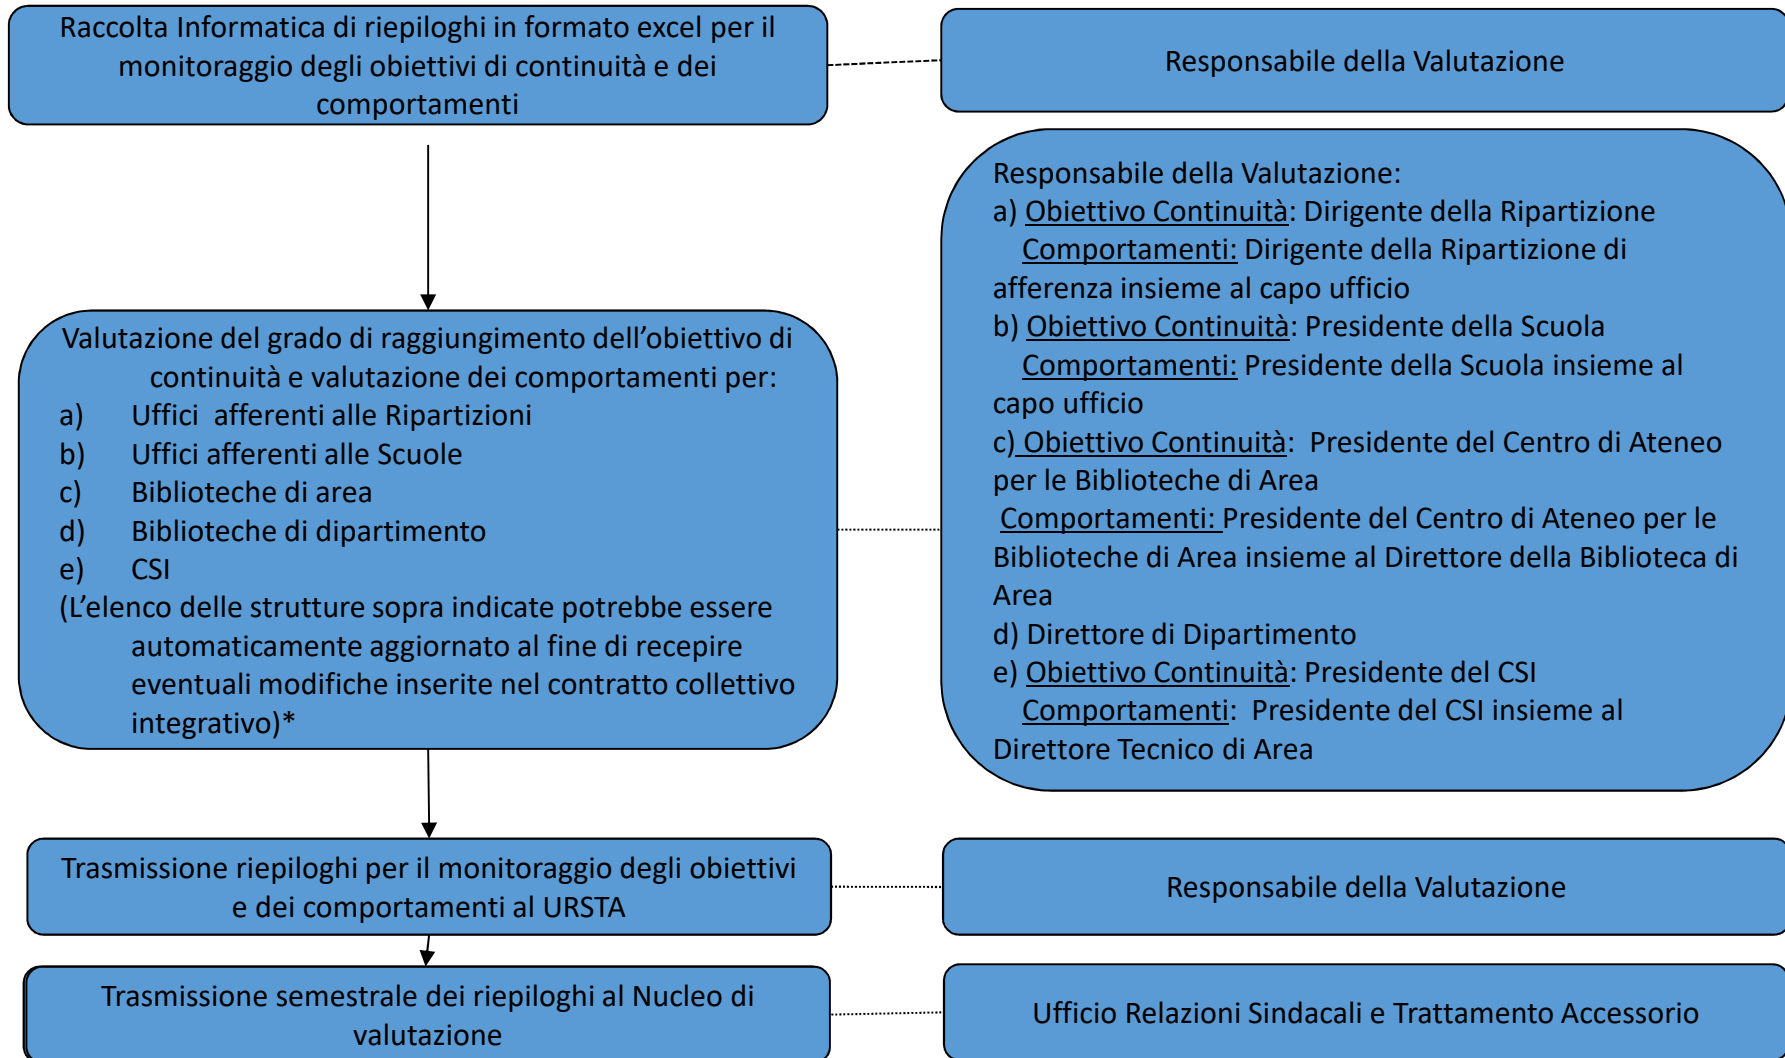 Raccolta Informatica di riepiloghi in formato excel per il
monitoraggio degli obiettivi di continuità e dei
comportamenti
Responsabile della Valutazione
Valutazione del grado di raggiungimento dell’obiettivo di
continuità e valutazione dei comportamenti per:
a) Uffici afferenti alle Ripartizioni
b) Uffici afferenti alle Scuole
c) Biblioteche di area
d) Biblioteche di dipartimento
e) CSI
(L’elenco delle strutture sopra indicate potrebbe essere
automaticamente aggiornato al fine di recepire
eventuali modifiche inserite nel contratto collettivo
integrativo)*
Responsabile della Valutazione:
a) Obiettivo Continuità: Dirigente della Ripartizione
Comportamenti: Dirigente della Ripartizione di
afferenza insieme al capo ufficio
b) Obiettivo Continuità: Presidente della Scuola
Comportamenti: Presidente della Scuola insieme al
capo ufficio
c) Obiettivo Continuità: Presidente del Centro di Ateneo
per le Biblioteche di Area
Comportamenti: Presidente del Centro di Ateneo per le
Biblioteche di Area insieme al Direttore della Biblioteca di
Area
d) Direttore di Dipartimento
e) Obiettivo Continuità: Presidente del CSI
Comportamenti: Presidente del CSI insieme al
Direttore Tecnico di Area
Trasmissione riepiloghi per il monitoraggio degli obiettivi
e dei comportamenti al URSTA
Responsabile della Valutazione
Trasmissione semestrale dei riepiloghi al Nucleo di
valutazione
Ufficio Relazioni Sindacali e Trattamento Accessorio